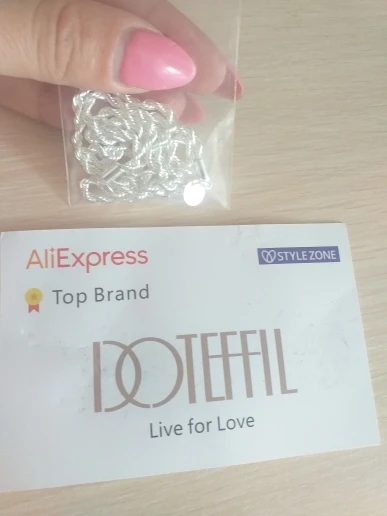 AliExpress
STYLE ZONE
Top Brand
DOTEFFIL
Live for Love